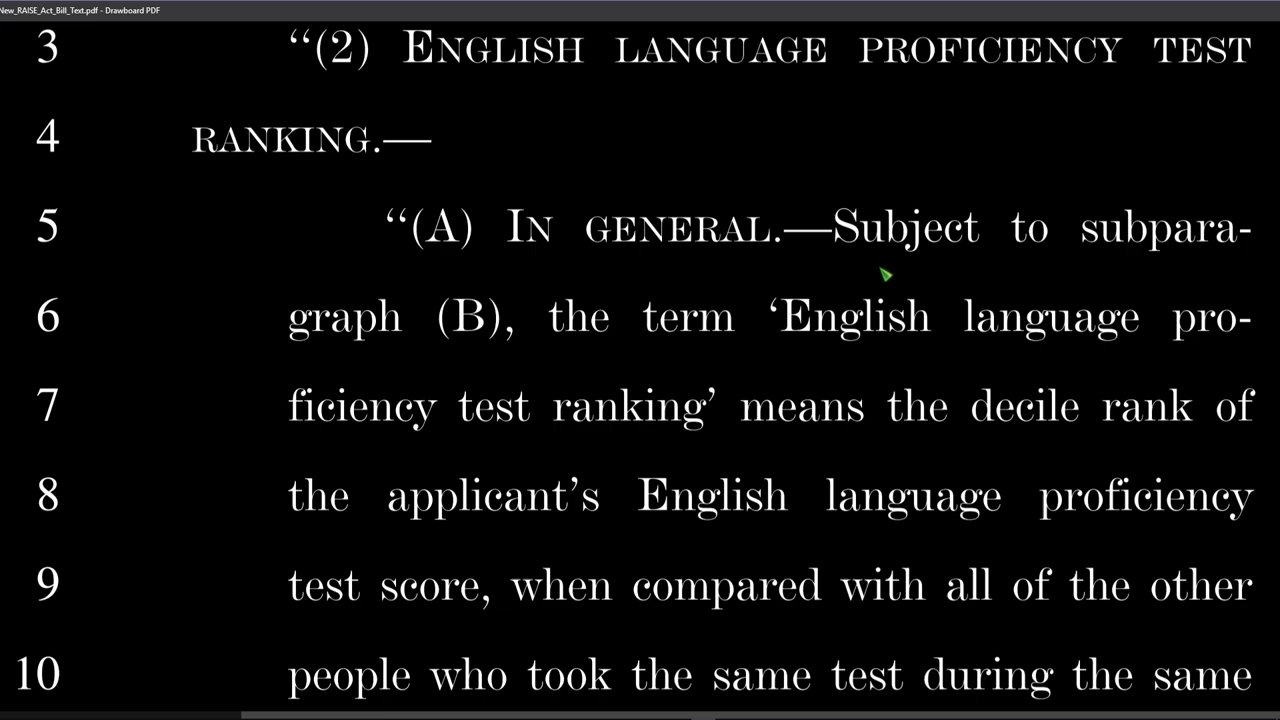 New_RAISE_Act_Bill_Text.pdf - Drawboard PDF
3 ‘‘(2) ENGLISH LANGUAGE PROFICIENCY TEST
4 RANKING.—
5 ‘‘(A) IN GENERAL.—Subject to subpara-
6 graph (B), the term ‘English language pro-
7 ficiency test ranking’ means the decile rank of
8 the applicant’s English language proficiency
9 test score, when compared with all of the other
10 people who took the same test during the same